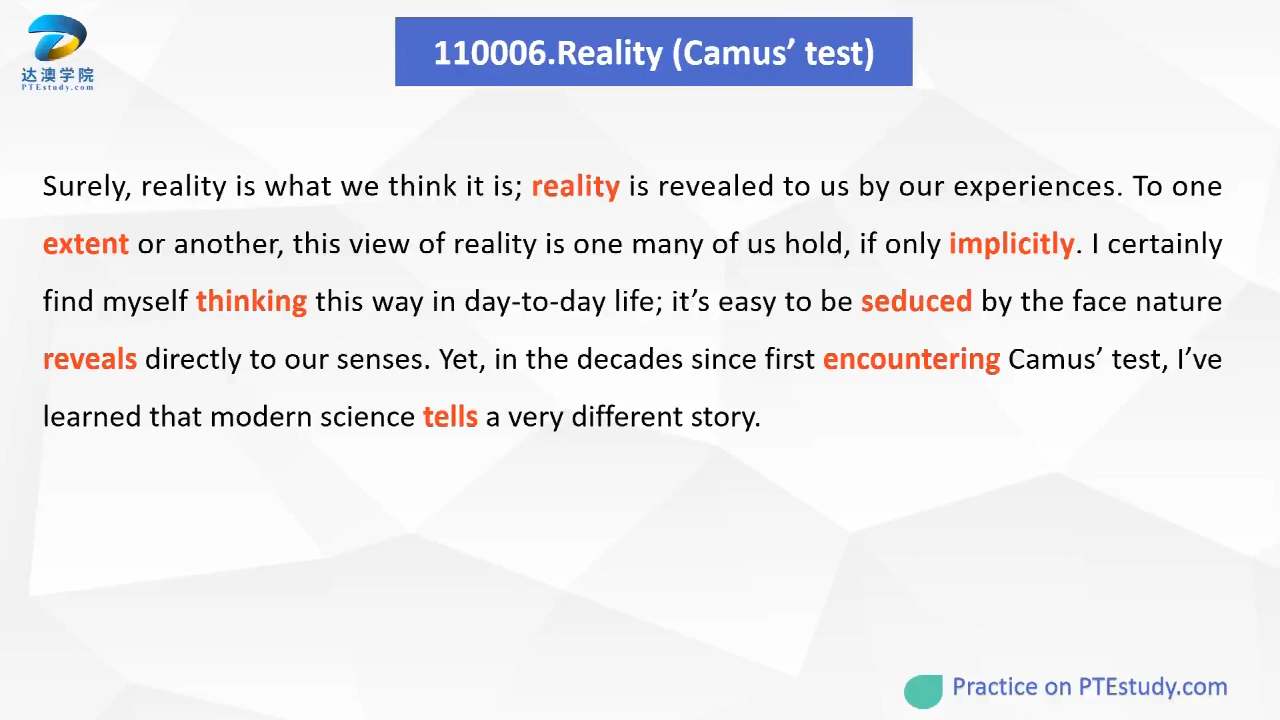 达澳学院
PTEstudy.com
110006.Reality (Camus’ test)
Surely, reality is what we think it is; reality is revealed to us by our experiences. To one
extent or another, this view of reality is one many of us hold, if only implicitly. I certainly
find myself thinking this way in day-to-day life; it’s easy to be seduced by the face nature
reveals directly to our senses. Yet, in the decades since first encountering Camus’ test, I’ve
learned that modern science tells a very different story.
Practice on PTEstudy.com